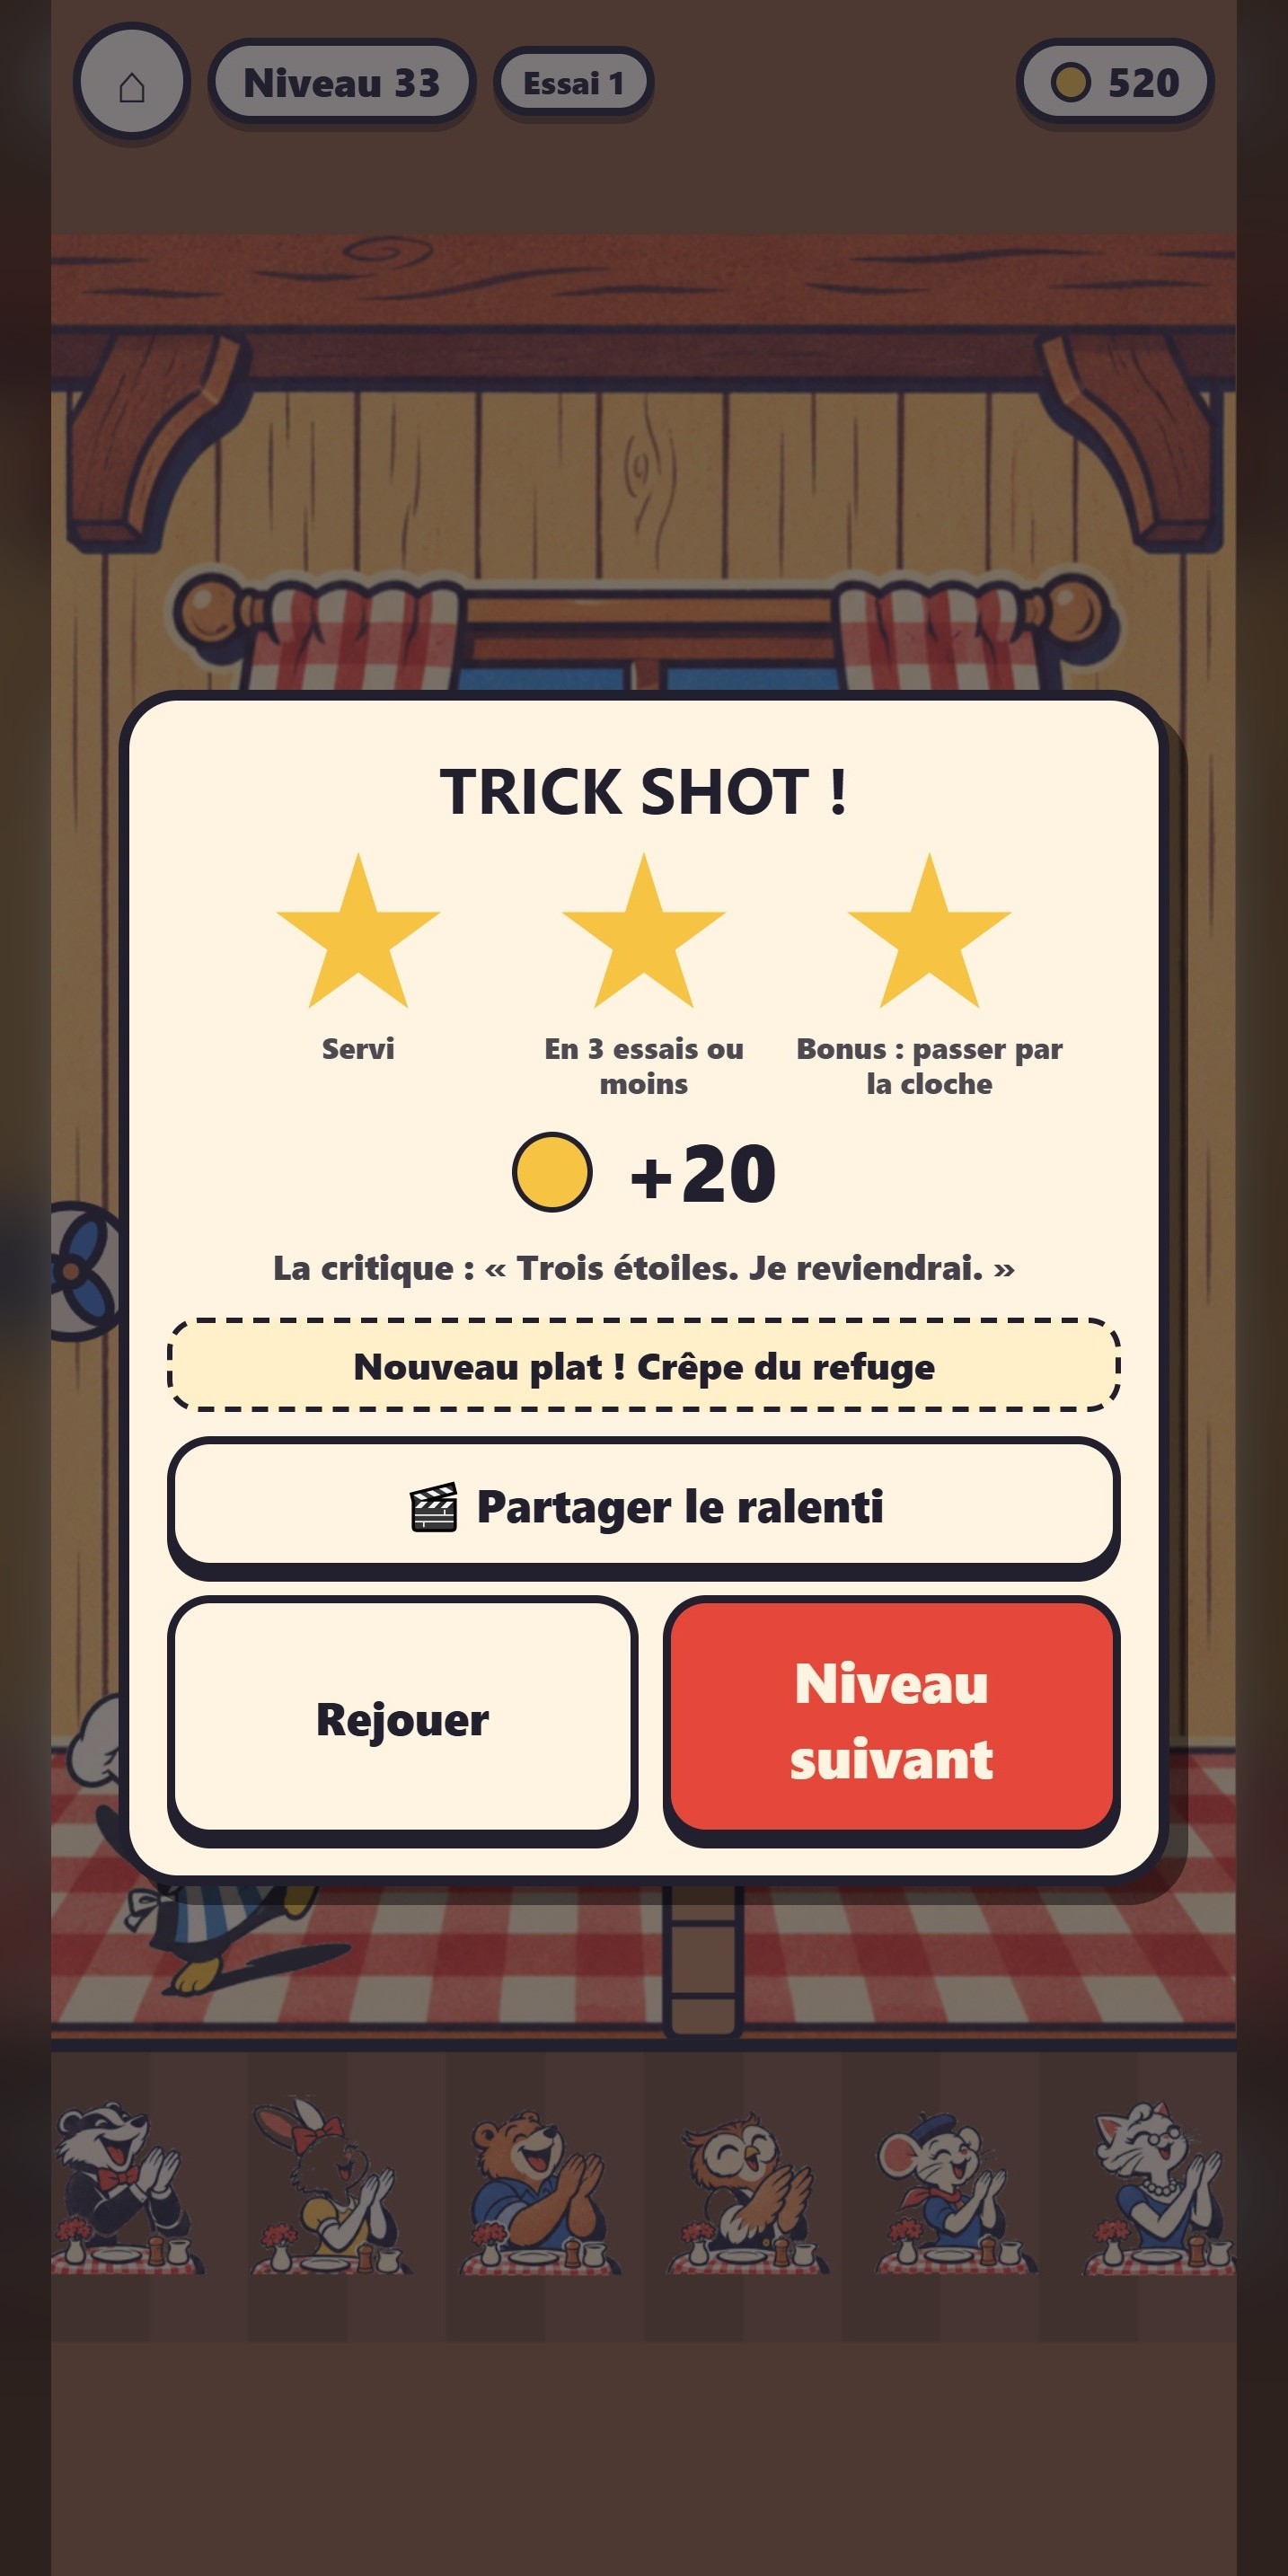 Niveau 33
Essai 1
520
TRICK SHOT !
Servi
En 3 essais ou
moins
Bonus : passer par
la cloche
+20
La critique : « Trois étoiles. Je reviendrai. »
Nouveau plat ! Crêpe du refuge
🎬 Partager le ralenti
Rejouer
Niveau
suivant